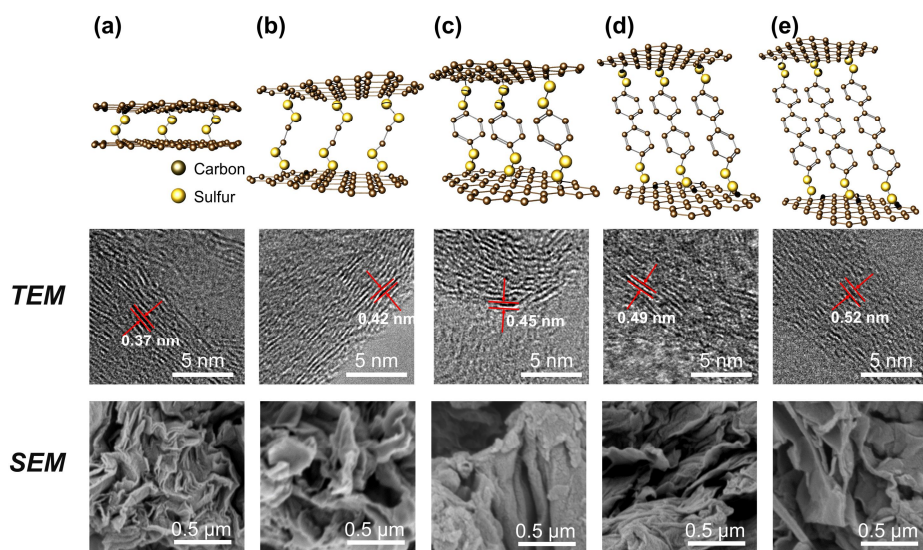 (a) (b) (c) (d) (e)
Carbon
Sulfur
TEM
0.37 nm 0.42 nm 0.45 nm 0.49 nm 0.52 nm
5 nm 5 nm 5 nm 5 nm 5 nm
SEM
0.5 µm 0.5 µm 0.5 µm 0.5 µm 0.5 µm